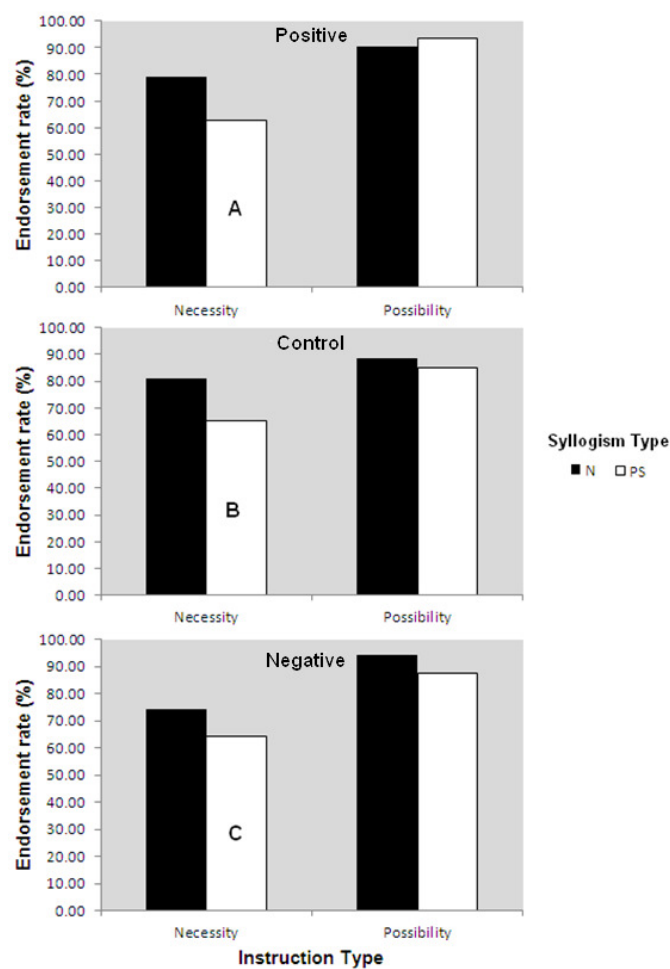 Positive
Endorsement rate (%)
100.00
90.00
80.00
70.00
60.00
50.00
40.00
30.00
20.00
10.00
0.00
A
Necessity Possibility
Control
Endorsement rate (%)
100.00
90.00
80.00
70.00
60.00
50.00
40.00
30.00
20.00
10.00
0.00
B
Necessity Possibility
Syllogism Type
N PS
Negative
Endorsement rate (%)
100.00
90.00
80.00
70.00
60.00
50.00
40.00
30.00
20.00
10.00
0.00
C
Necessity Possibility
Instruction Type